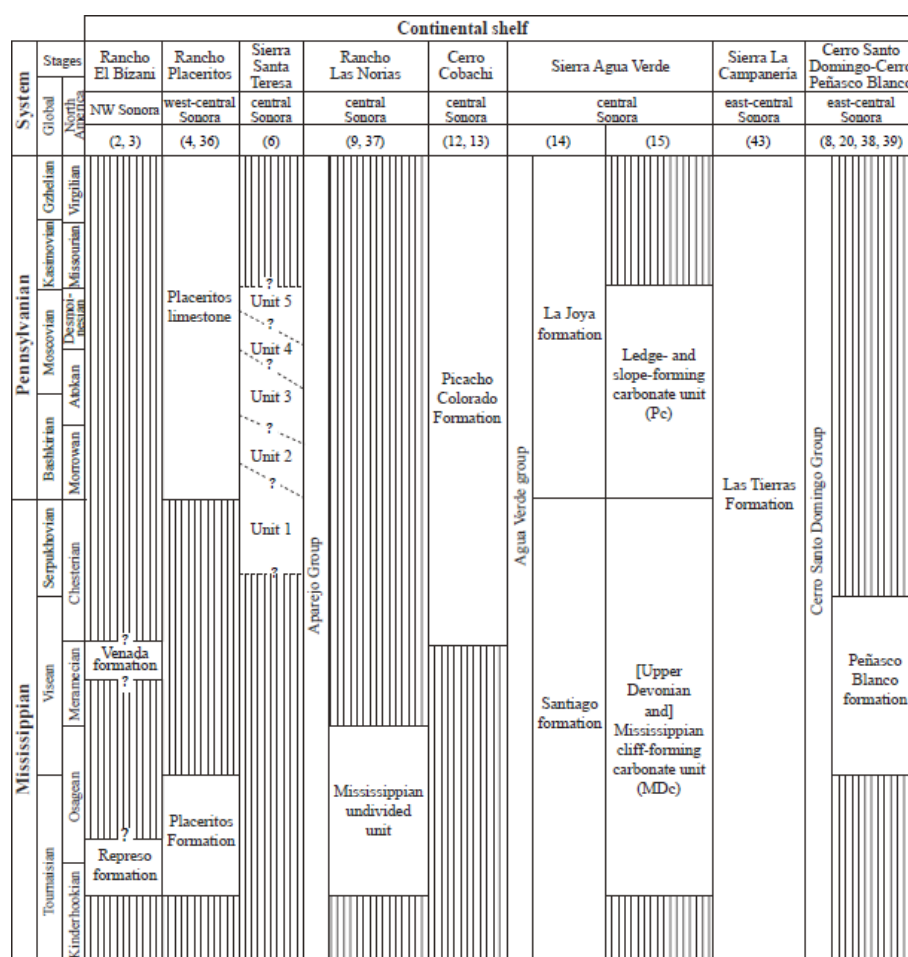 Continental shelf
System
Stages
Global
North
America
Rancho
El Bízani
Rancho
Placeritos
Sierra
Santa
Teresa
Rancho
Las Norias
Cerro
Cobachi
Sierra Agua Verde
Sierra La
Campanería
Cerro Santo
Domingo-Cerro
Peñasco Blanco
NW Sonora
west-central
Sonora
central
Sonora
central
Sonora
central
Sonora
central
Sonora
east-central
Sonora
east-central
Sonora
(2, 3)
(4, 36)
(6)
(9, 37)
(12, 13)
(14)
(15)
(43)
(8, 20, 38, 39)
Pennsylvanian
Mississippian
Gzhelian
Kasimovian
Moscovian
Bashkirian
Serpukhovian
Visean
Tournaisian
Virgilian
Missourian
Desmoi-
nesian
Atokan
Morrowan
Chesterian
Meramecian
Osagean
Kinderhookian
?
Venada
formation
?
?
Represo
formation
Placeritos
limestone
Placeritos
Formation
?
Unit 5
?
Unit 4
?
Unit 3
?
Unit 2
?
Unit 1
?
Aparejo Group
Mississippian
undivided
unit
Picacho
Colorado
Formation
Agua Verde group
La Joya
formation
Santiago
formation
Ledge- and
slope-forming
carbonate unit
(Pc)
[Upper
Devonian
and]
Mississippian
cliff-forming
carbonate unit
(MDc)
Las Tierras
Formation
Cerro Santo Domingo Group
Peñasco
Blanco
formation